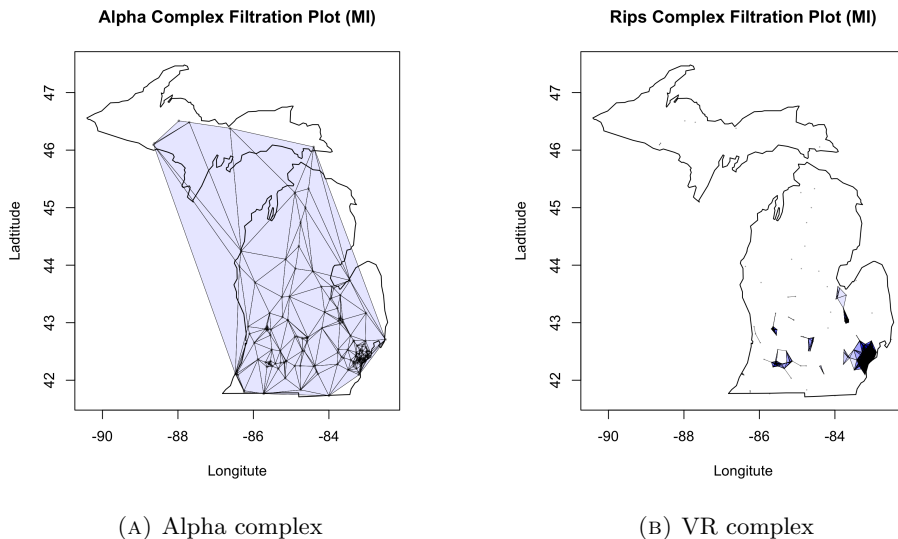 Alpha Complex Filtration Plot (MI)
47
46
45
44
43
42
Ladtitude
-90
-88
-86
-84
-82
Longitute
(A) Alpha complex
Rips Complex Filtration Plot (MI)
47
46
45
44
43
42
Ladtitude
-90
-88
-86
-84
-82
Longitute
(B) VR complex